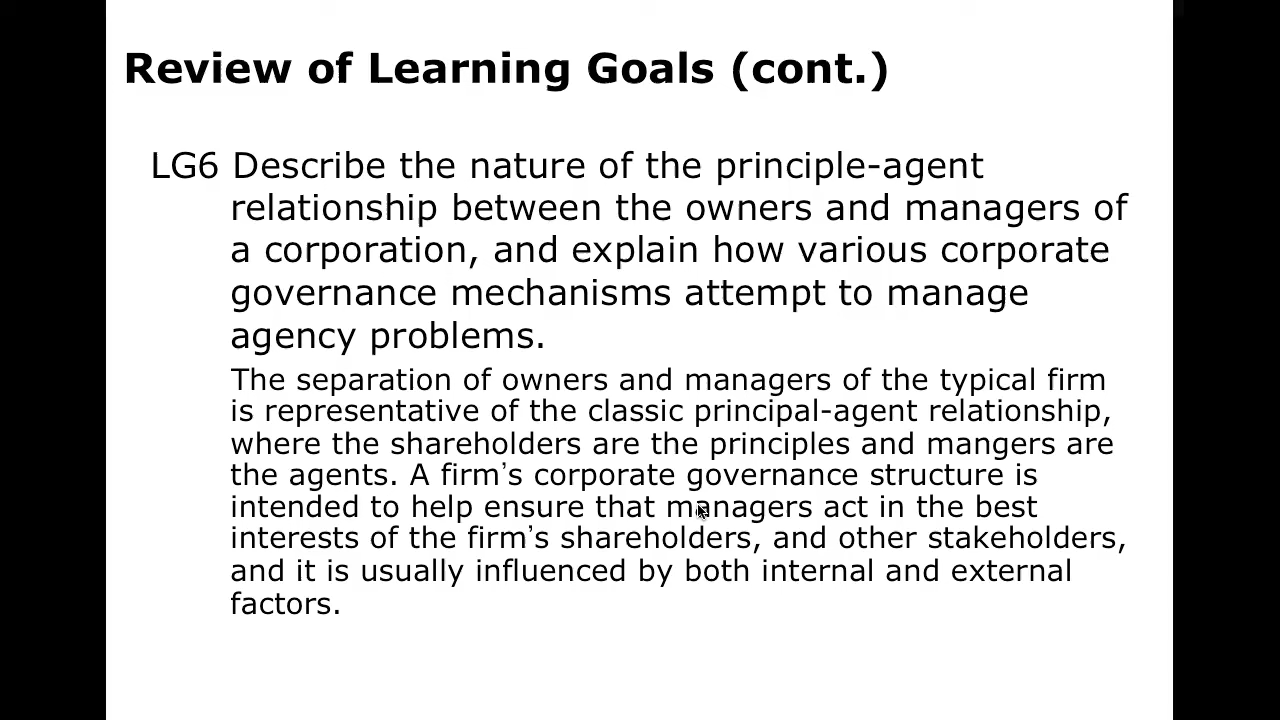 Review of Learning Goals (cont.)
LG6 Describe the nature of the principle-agent
relationship between the owners and managers of
a corporation, and explain how various corporate
governance mechanisms attempt to manage
agency problems.
The separation of owners and managers of the typical firm
is representative of the classic principal-agent relationship,
where the shareholders are the principles and mangers are
the agents. A firm’s corporate governance structure is
intended to help ensure that managers act in the best
interests of the firm’s shareholders, and other stakeholders,
and it is usually influenced by both internal and external
factors.